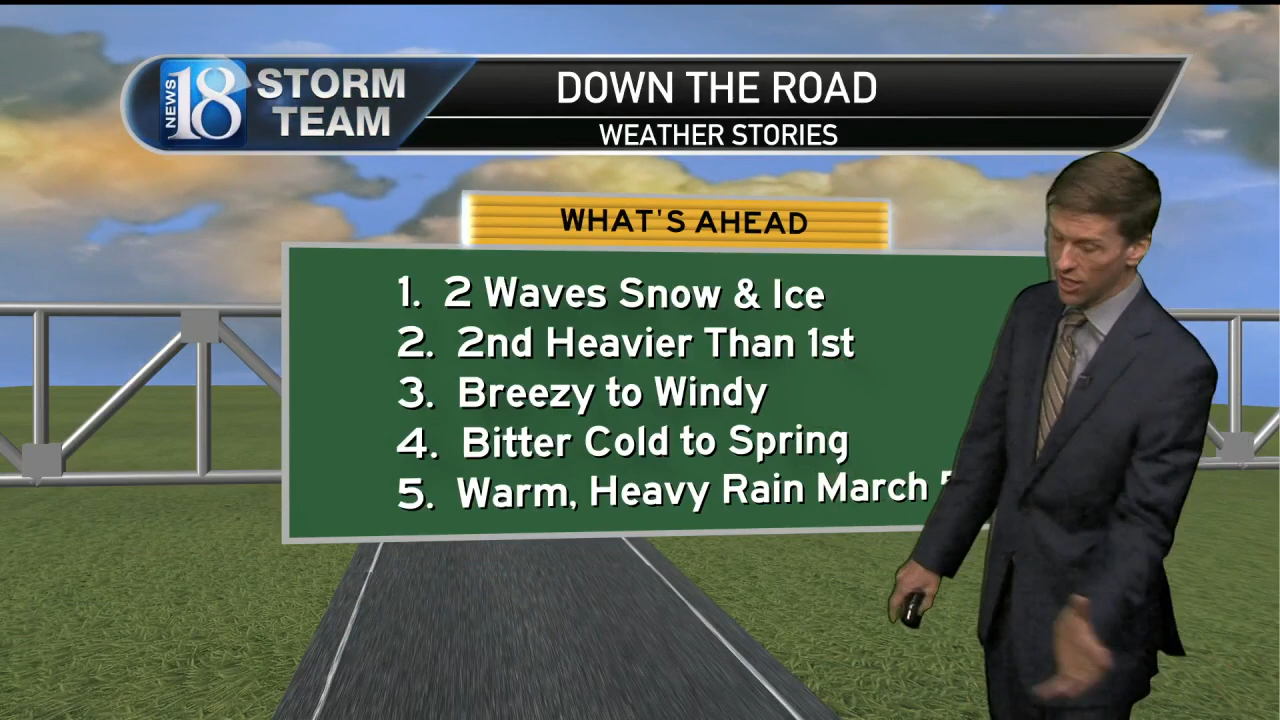 NEWS 18 STORM TEAM
DOWN THE ROAD
WEATHER STORIES
WHAT'S AHEAD
1. 2 Waves Snow & Ice
2. 2nd Heavier Than 1st
3. Breezy to Windy
4. Bitter Cold to Spring
5. Warm, Heavy Rain March